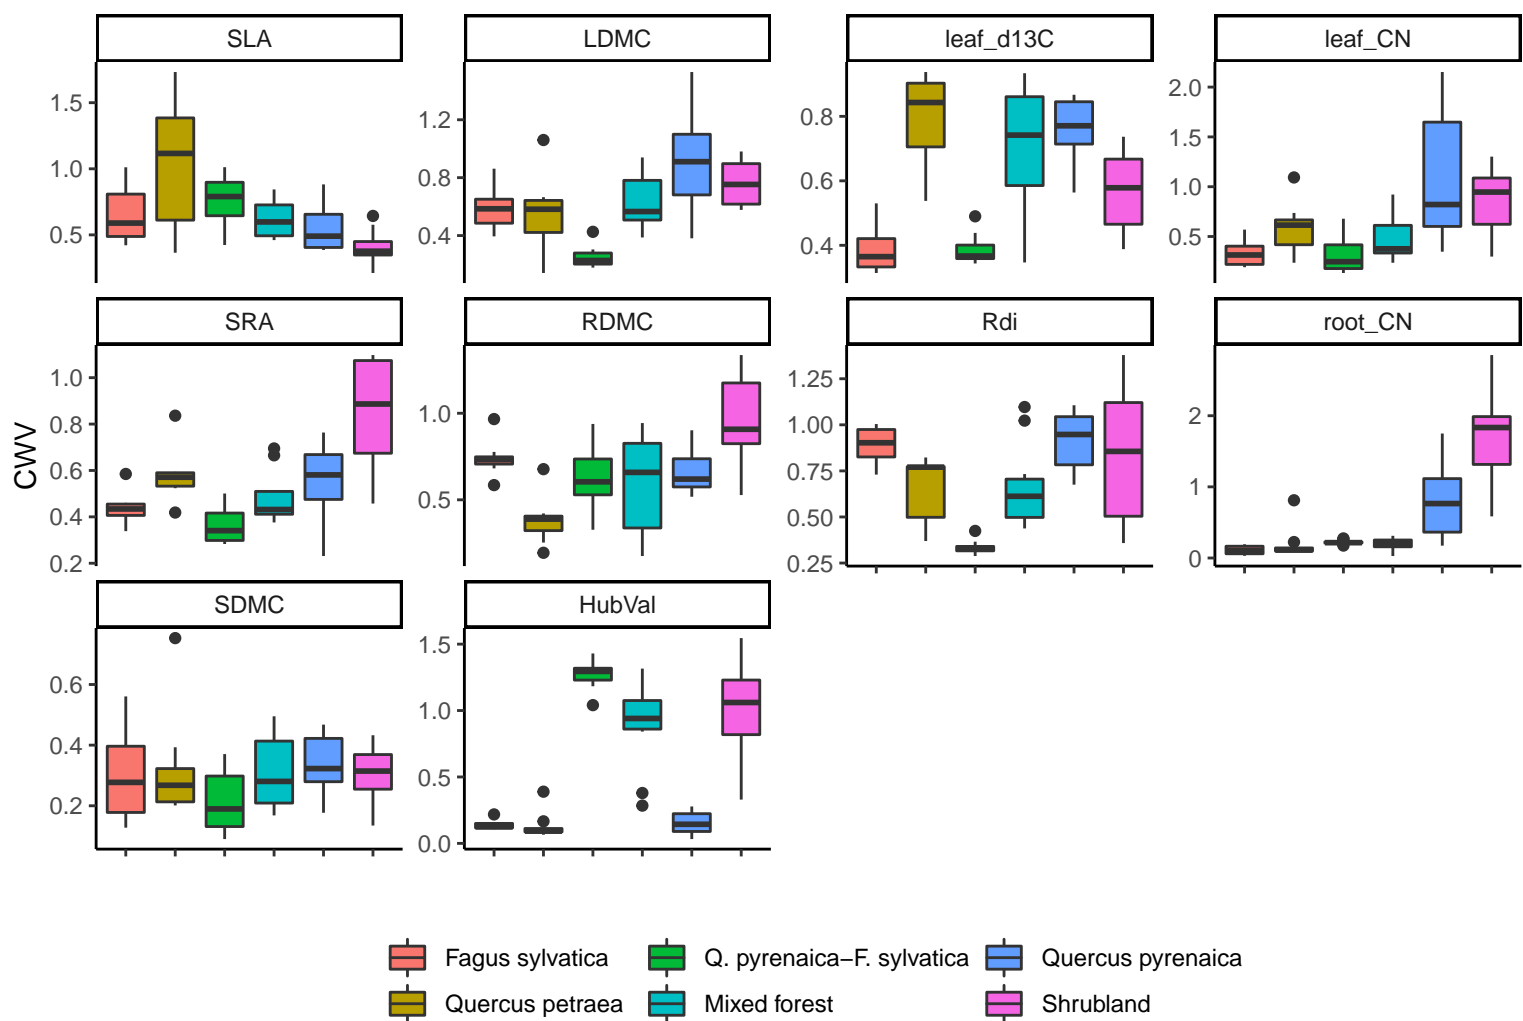 SLA LDMC leaf_d13C leaf_CN
1.5 1.0 0.5
1.2 0.8 0.4
0.8 0.6 0.4
2.0 1.5 1.0 0.5
SRA RDMC Rdi root_CN
1.0 0.8 0.6 0.4 0.2
1.0 0.5
1.25 1.00 0.75 0.50 0.25
2 1 0
CWV
SDMC HubVal
0.6 0.4 0.2
1.5 1.0 0.5 0.0
Fagus sylvatica Q. pyrenaica−F. sylvatica Quercus pyrenaica
Quercus petraea Mixed forest Shrubland